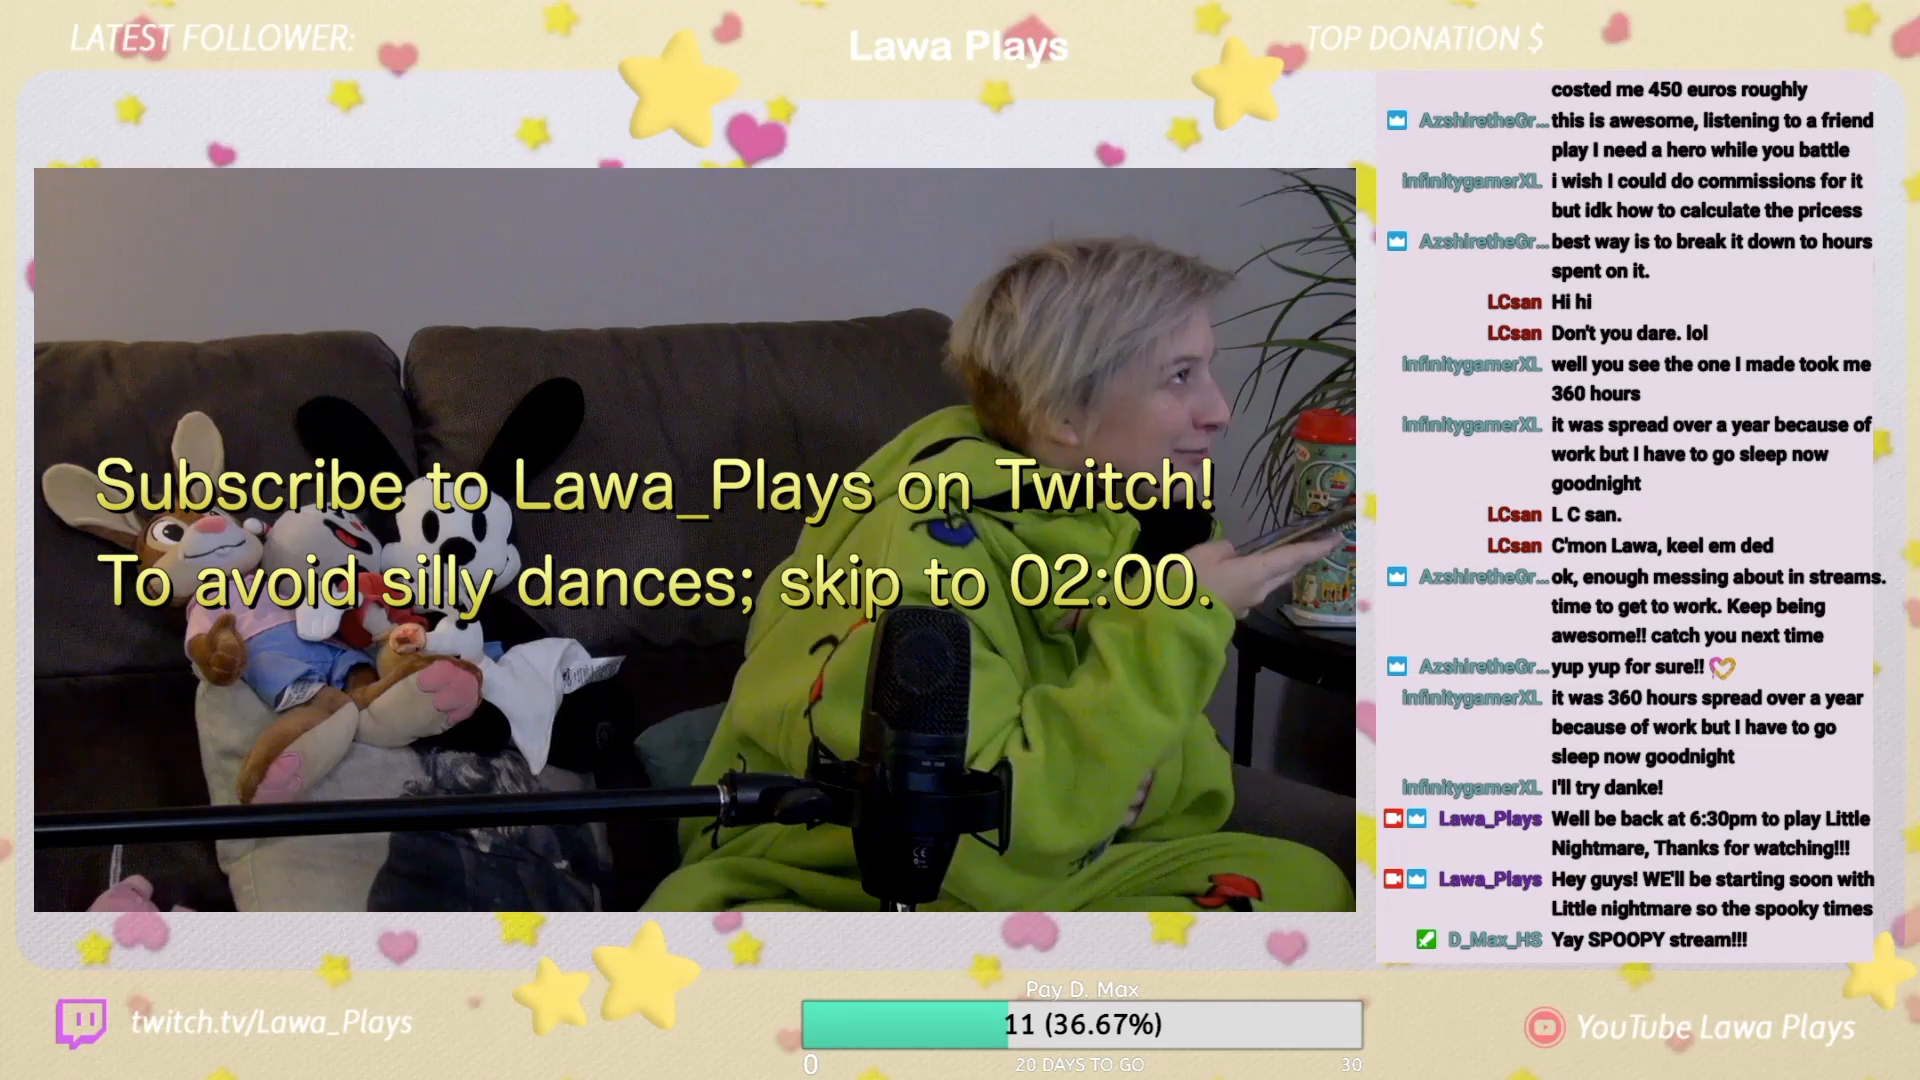 LATEST FOLLOWER:
Lawa Plays
TOP DONATION $
Subscribe to Lawa_Plays on Twitch!
To avoid silly dances; skip to 02:00.
costed me 450 euros roughly
AzshiretheGr... this is awesome, listening to a friend
play I need a hero while you battle
infinitygamerXL i wish I could do commissions for it
but idk how to calculate the pricess
AzshiretheGr... best way is to break it down to hours
spent on it.
LCsan Hi hi
LCsan Don't you dare. lol
infinitygamerXL well you see the one I made took me
360 hours
infinitygamerXL it was spread over a year because of
work but I have to go sleep now
goodnight
LCsan L C san.
LCsan C'mon Lawa, keel em ded
AzshiretheGr... ok, enough messing about in streams.
time to get to work. Keep being
awesome!! catch you next time
AzshiretheGr... yup yup for sure!!
infinitygamerXL it was 360 hours spread over a year
because of work but I have to go
sleep now goodnight
infinitygamerXL I'll try danke!
Lawa_Plays Well be back at 6:30pm to play Little
Nightmare, Thanks for watching!!!
Lawa_Plays Hey guys! WE'll be starting soon with
Little nightmare so the spooky times
D_Max_HS Yay SPOOPY stream!!!
twitch.tv/Lawa_Plays
Pay D. Max
11 (36.67%)
0
20 DAYS TO GO
30
YouTube Lawa Plays